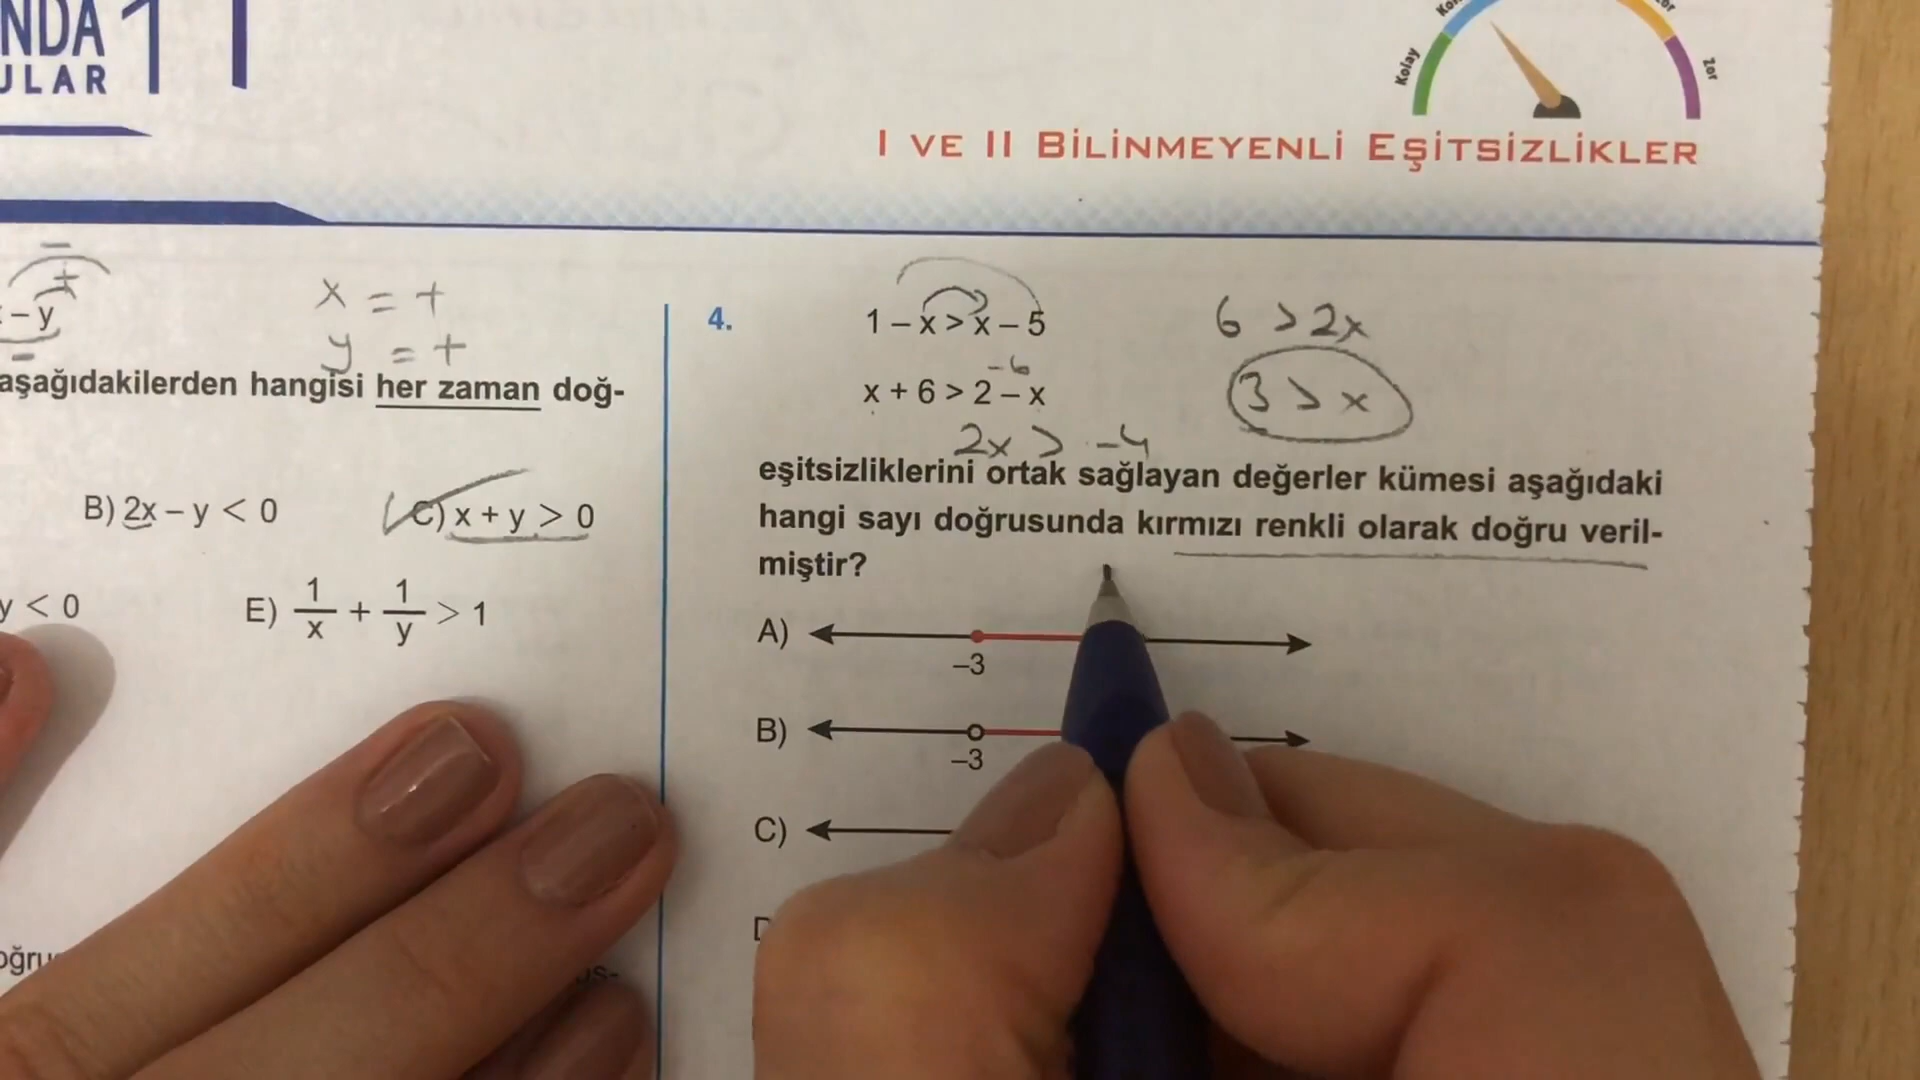 NDA 11
ULAR
Kolay
Zor
I VE II BİLİNMEYENLİ EŞİTSİZLİKLER
– y
+
–
–
x = +
y = +
aşağıdakilerden hangisi her zaman doğ-
B) 2x – y < 0
C) x + y > 0
y < 0
E) 1/x + 1/y > 1
4.
1 – x > x – 5
6 > 2x
–6
x + 6 > 2 – x
3 > x
2x > –4
eşitsizliklerini ortak sağlayan değerler kümesi aşağıdaki
hangi sayı doğrusunda kırmızı renkli olarak doğru veril-
miştir?
A)
–3
B)
–3
C)